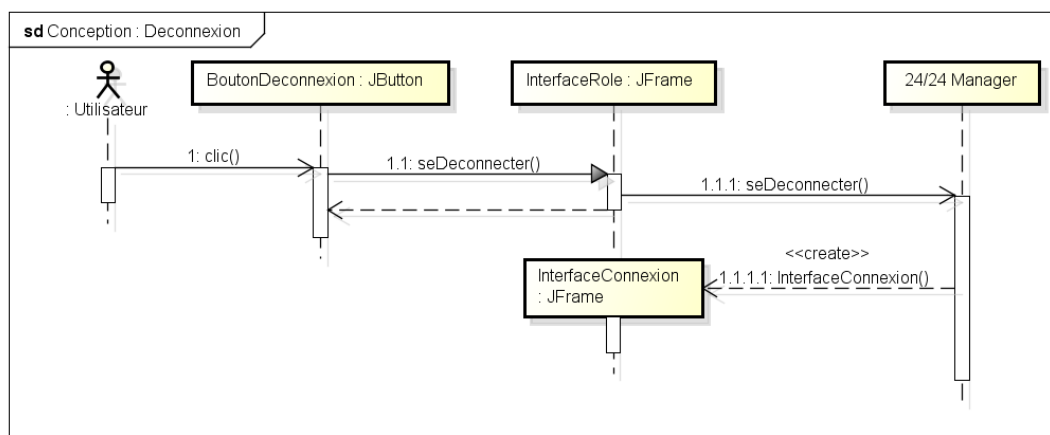 sd Conception : Deconnexion
BoutonDeconnexion : JButton
InterfaceRole : JFrame
24/24 Manager
: Utilisateur
1: clic()
1.1: seDeconnecter()
1.1.1: seDeconnecter()
<<create>>
1.1.1.1: InterfaceConnexion()
InterfaceConnexion
: JFrame